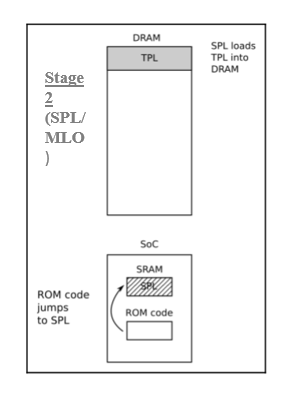 DRAM
TPL
SPL loads
TPL into
DRAM
Stage
2
(SPL/
MLO
)
SoC
SRAM
SPL
ROM code
ROM code
jumps
to SPL